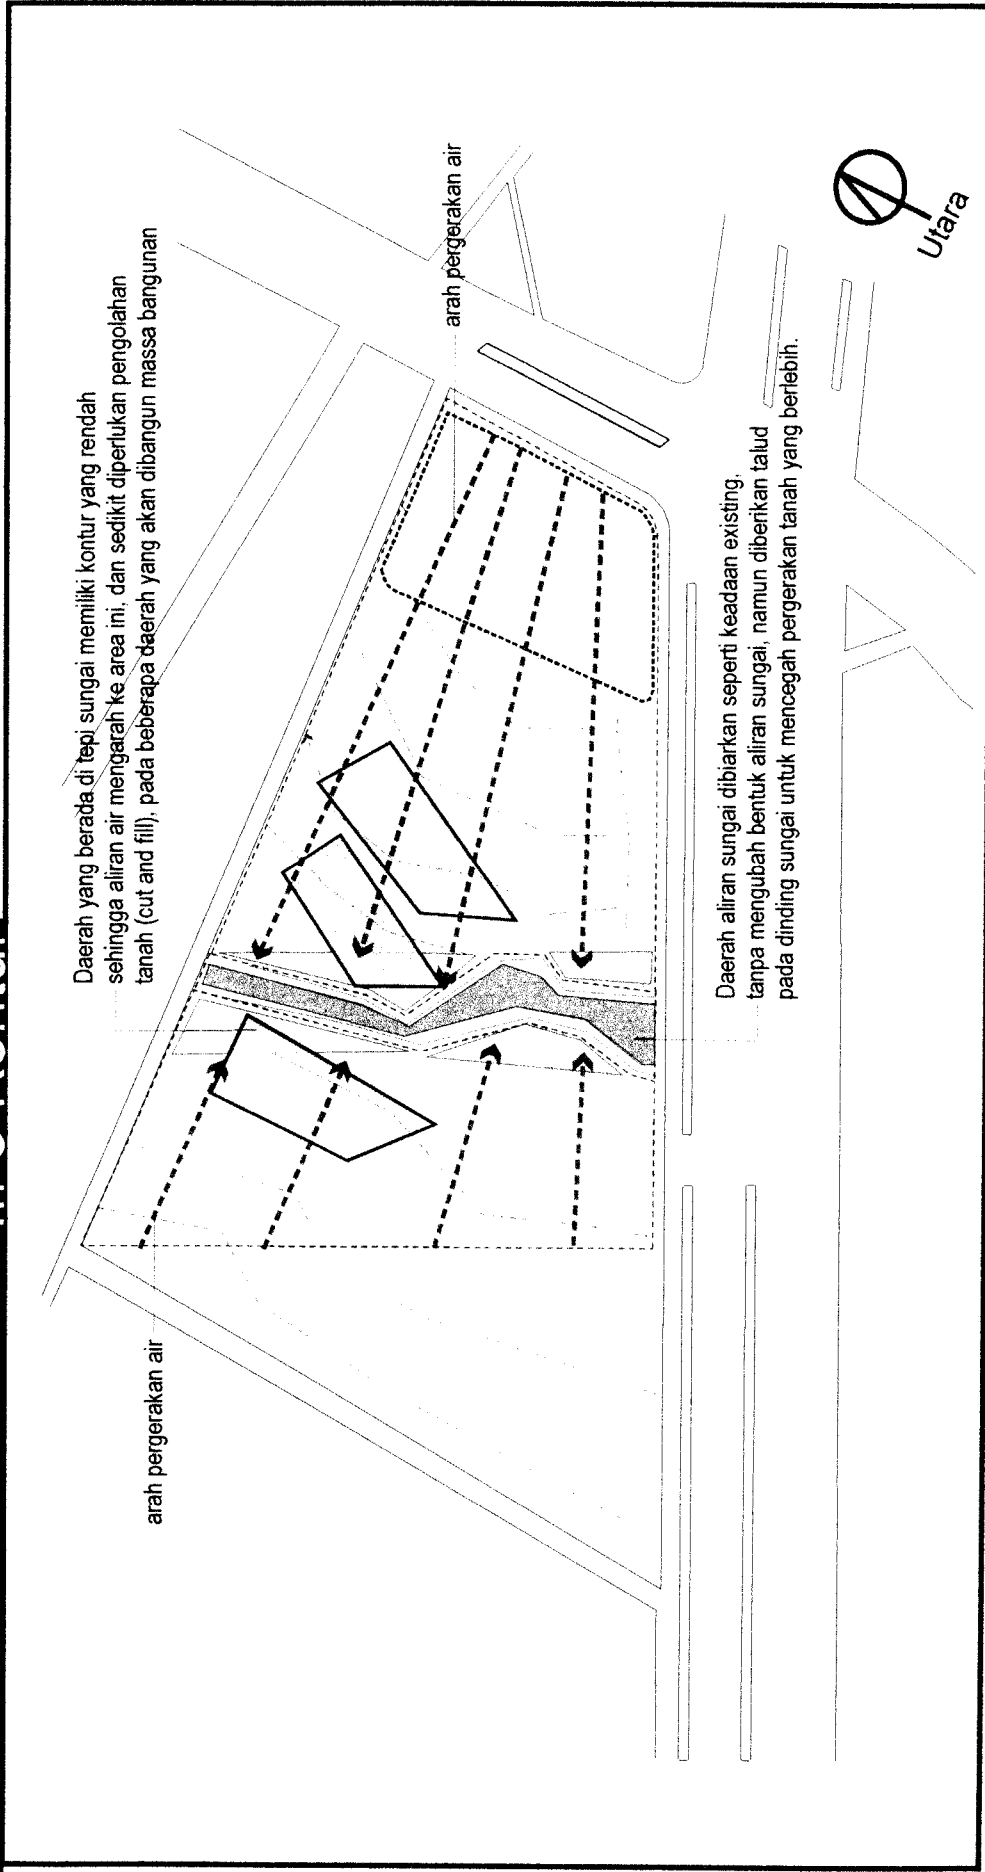 Daerah yang berada di tepi sungai memiliki kontur yang rendah
sehingga aliran air mengarah ke area ini, dan sedikit diperlukan pengolahan
tanah (cut and fill), pada beberapa daerah yang akan dibangun massa bangunan
arah pergerakan air
arah pergerakan air
Daerah aliran sungai dibiarkan seperti keadaan existing,
tanpa mengubah bentuk aliran sungai, namun diberikan talud
pada dinding sungai untuk mencegah pergerakan tanah yang berlebih.
Utara